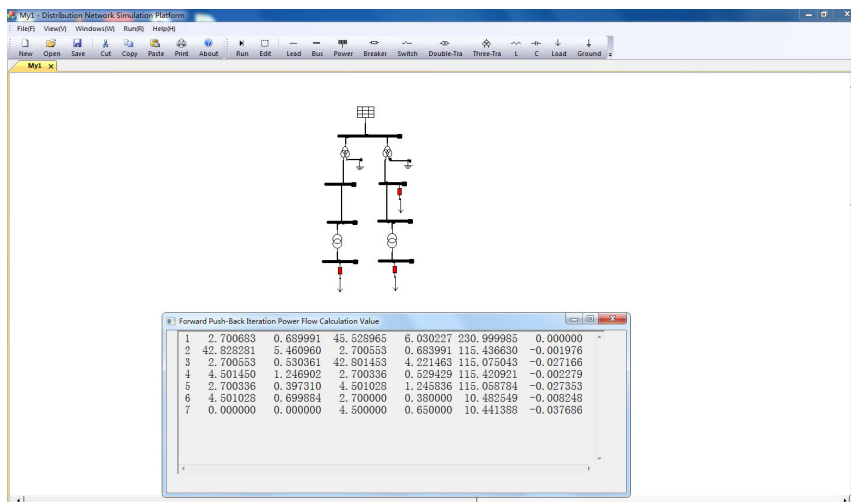 My1 - Distribution Network Simulation Platform
File(F) View(V) Windows(W) Run(R) Help(H)
New Open Save Cut Copy Paste Print About Run Edit Lead Bus Power Breaker Switch Double-Tra Three-Tra L C Load Ground
My1 x
Forward Push-Back Iteration Power Flow Calculation Value
1 2.700683 0.689991 45.528965 6.030227 230.999985 0.000000
2 42.828281 5.460960 2.700553 0.683991 115.436630 -0.001976
3 2.700553 0.530361 42.801453 4.221463 115.075043 -0.027166
4 4.501450 1.246902 2.700336 0.529429 115.420921 -0.002279
5 2.700336 0.397310 4.501028 1.245836 115.058784 -0.027353
6 4.501028 0.699884 2.700000 0.380000 10.482549 -0.008248
7 0.000000 0.000000 4.500000 0.650000 10.441388 -0.037686